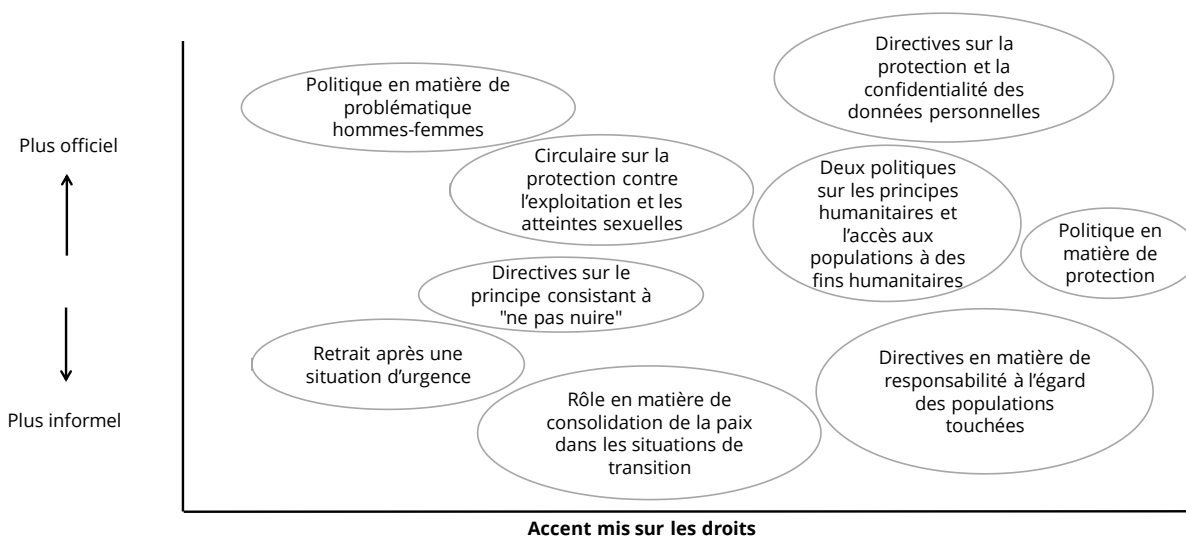 Directives sur la
protection et la
confidentialité des
données personnelles
Politique en matière de
problématique
hommes-femmes
Plus officiel
Circulaire sur la
protection contre
l'exploitation et les
atteintes sexuelles
Deux politiques
sur les principes
humanitaires et
l'accès aux
populations à des
fins humanitaires
Politique en
matière de
protection
Directives sur le
principe consistant à
"ne pas nuire"
Retrait après une
situation d'urgence
Directives en matière de
responsabilité à l'égard
des populations
touchées
Plus informel
Rôle en matière de
consolidation de la paix
dans les situations de
transition
Accent mis sur les droits